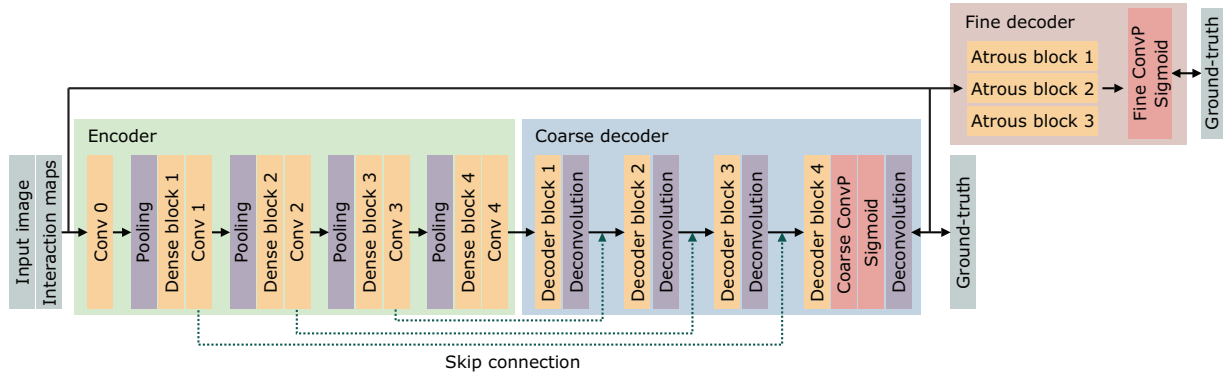 Fine decoder
Atrous block 1
Atrous block 2
Atrous block 3
Fine ConvP
Sigmoid
Ground-truth
Encoder
Coarse decoder
Input image
Interaction maps
Conv 0
Pooling
Dense block 1
Conv 1
Pooling
Dense block 2
Conv 2
Pooling
Dense block 3
Conv 3
Pooling
Dense block 4
Conv 4
Decoder block 1
Deconvolution
Decoder block 2
Deconvolution
Decoder block 3
Deconvolution
Decoder block 4
Coarse ConvP
Sigmoid
Deconvolution
Ground-truth
Skip connection